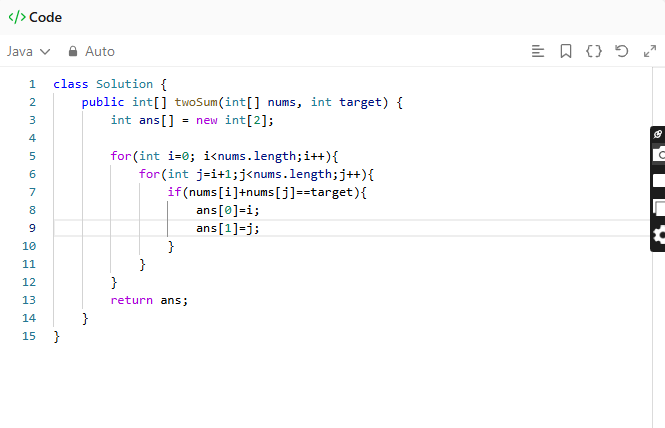 </> Code
Java Auto {}
1 class Solution {
2 public int[] twoSum(int[] nums, int target) {
3 int ans[] = new int[2];
4
5 for(int i=0; i<nums.length;i++){
6 for(int j=i+1;j<nums.length;j++){
7 if(nums[i]+nums[j]==target){
8 ans[0]=i;
9 ans[1]=j;
10 }
11 }
12 }
13 return ans;
14 }
15 }